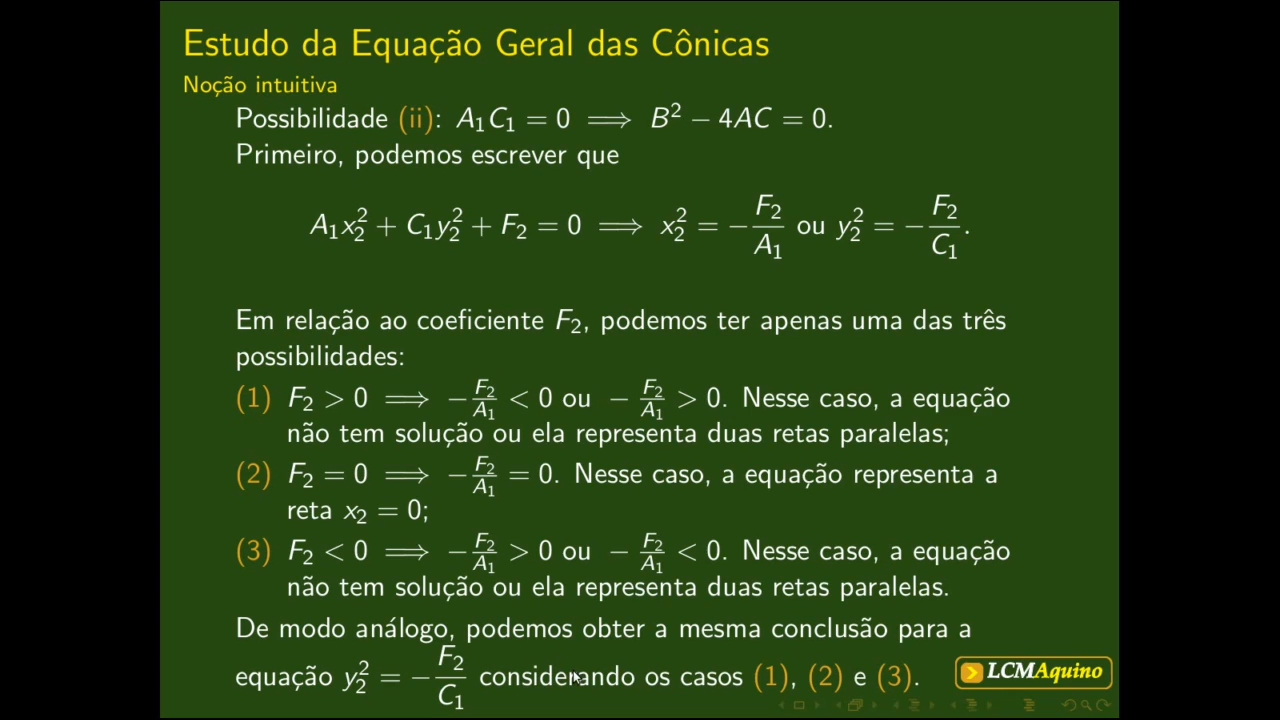 Estudo da Equação Geral das Cônicas
Noção intuitiva
Possibilidade (ii): A₁C₁ = 0 ⟹ B² − 4AC = 0.
Primeiro, podemos escrever que
A₁x₂² + C₁y₂² + F₂ = 0 ⟹ x₂² = −F₂/A₁ ou y₂² = −F₂/C₁.
Em relação ao coeficiente F₂, podemos ter apenas uma das três
possibilidades:
(1) F₂ > 0 ⟹ −F₂/A₁ < 0 ou −F₂/A₁ > 0. Nesse caso, a equação
não tem solução ou ela representa duas retas paralelas;
(2) F₂ = 0 ⟹ −F₂/A₁ = 0. Nesse caso, a equação representa a
reta x₂ = 0;
(3) F₂ < 0 ⟹ −F₂/A₁ > 0 ou −F₂/A₁ < 0. Nesse caso, a equação
não tem solução ou ela representa duas retas paralelas.
De modo análogo, podemos obter a mesma conclusão para a
equação y₂² = −F₂/C₁ considerando os casos (1), (2) e (3).
LCMAquino